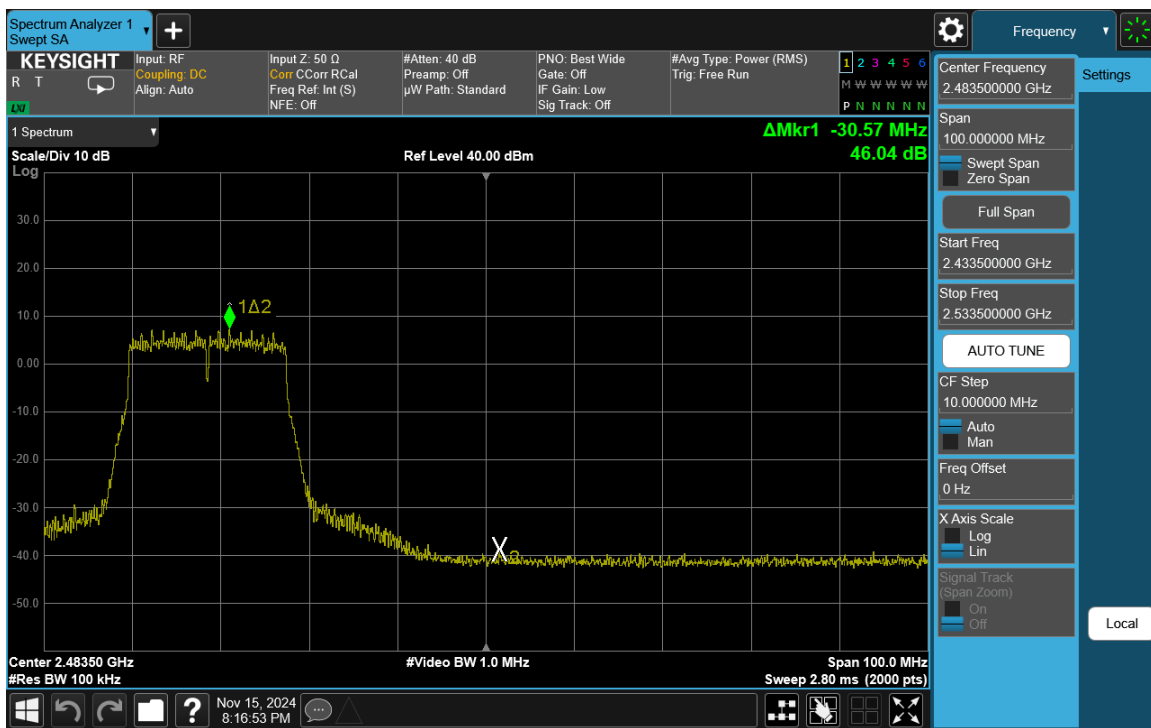 Spectrum Analyzer 1
Swept SA
Frequency
KEYSIGHT
R T
LXI
Input: RF
Coupling: DC
Align: Auto
Input Z: 50 Ω
Corr CCorr RCal
Freq Ref: Int (S)
NFE: Off
#Atten: 40 dB
Preamp: Off
µW Path: Standard
PNO: Best Wide
Gate: Off
IF Gain: Low
Sig Track: Off
#Avg Type: Power (RMS)
Trig: Free Run
1 2 3 4 5 6
M W W W W W
P N N N N N
1 Spectrum
ΔMkr1 -30.57 MHz
46.04 dB
Scale/Div 10 dB
Ref Level 40.00 dBm
Log
30.0
20.0
10.0
0.00
-10.0
-20.0
-30.0
-40.0
-50.0
1Δ2
X2
Center 2.48350 GHz
#Res BW 100 kHz
#Video BW 1.0 MHz
Span 100.0 MHz
Sweep 2.80 ms (2000 pts)
Center Frequency
2.483500000 GHz
Settings
Span
100.000000 MHz
Swept Span
Zero Span
Full Span
Start Freq
2.433500000 GHz
Stop Freq
2.533500000 GHz
AUTO TUNE
CF Step
10.000000 MHz
Auto
Man
Freq Offset
0 Hz
X Axis Scale
Log
Lin
Signal Track
(Span Zoom)
On
Off
Local
?
Nov 15, 2024
8:16:53 PM